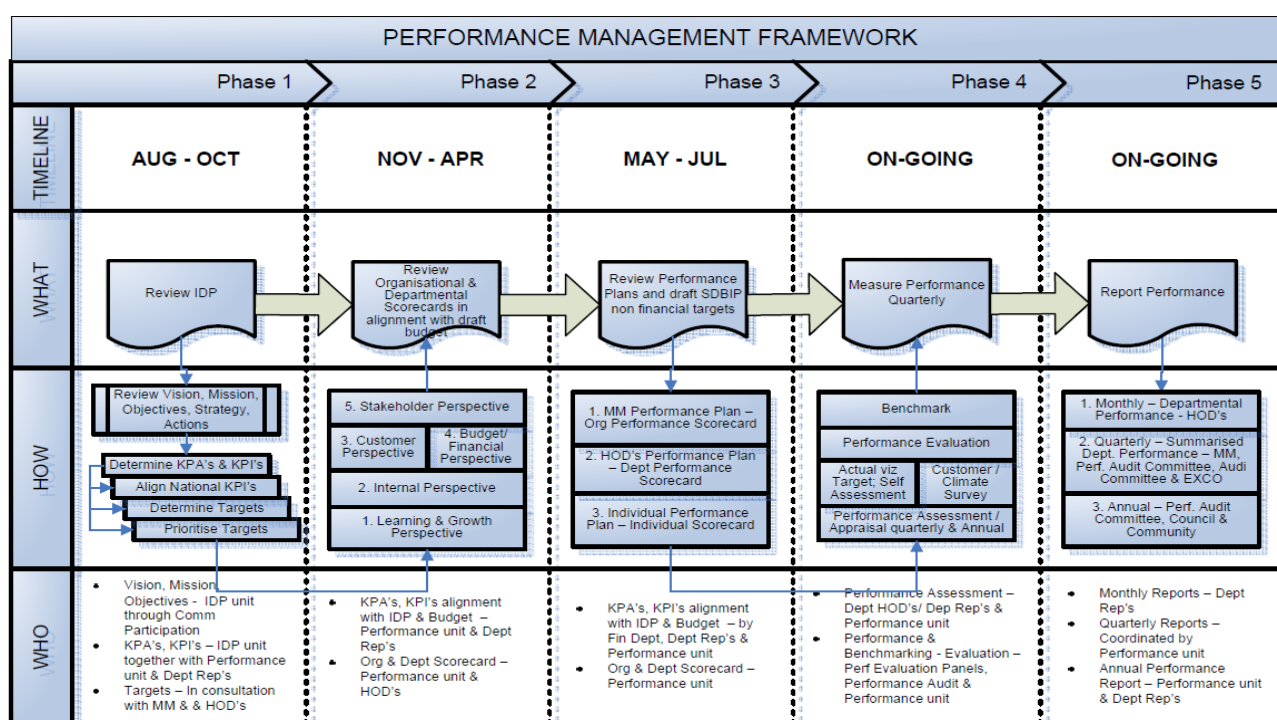 PERFORMANCE MANAGEMENT FRAMEWORK
Phase 1
Phase 2
Phase 3
Phase 4
Phase 5
TIMELINE
AUG - OCT
NOV - APR
MAY - JUL
ON-GOING
ON-GOING
WHAT
Review IDP
Review
Organisational &
Departmental
Scorecards in
alignment with draft
budget
Review Performance
Plans and draft SDBIP
non financial targets
Measure Performance
Quarterly
Report Performance
HOW
Review Vision, Mission,
Objectives, Strategy,
Actions
Determine KPA's & KPI's
Align National KPI's
Determine Targets
Prioritise Targets
5. Stakeholder Perspective
3. Customer
Perspective
4. Budget/
Financial
Perspective
2. Internal Perspective
1. Learning & Growth
Perspective
1. MM Performance Plan –
Org Performance Scorecard
2. HOD's Performance Plan
– Dept Performance
Scorecard
3. Individual Performance
Plan – Individual Scorecard
Benchmark
Performance Evaluation
Actual viz
Target; Self
Assessment
Customer /
Climate
Survey
Performance Assessment /
Appraisal quarterly & Annual
1. Monthly – Departmental
Performance - HOD's
2. Quarterly – Summarised
Dept. Performance – MM,
Perf. Audit Committee, Audi
Committee & EXCO
3. Annual – Perf. Audit
Committee, Council &
Community
WHO
• Vision, Mission,
Objectives - IDP unit
through Comm
Participation
• KPA's, KPI's – IDP unit
together with Performance
unit & Dept Rep's
• Targets – In consultation
with MM & & HOD's
• KPA's, KPI's alignment
with IDP & Budget –
Performance unit & Dept
Rep's
• Org & Dept Scorecard –
Performance unit &
HOD's
• KPA's, KPI's alignment
with IDP & Budget – by
Fin Dept, Dept Rep's &
Performance unit
• Org & Dept Scorecard –
Performance unit
• Performance Assessment –
Dept HOD's/ Dep Rep's &
Performance unit
• Performance &
Benchmarking - Evaluation –
Perf Evaluation Panels,
Performance Audit &
Performance unit
• Monthly Reports – Dept
Rep's
• Quarterly Reports –
Coordinated by
Performance unit
• Annual Performance
Report – Performance unit
& Dept Rep's